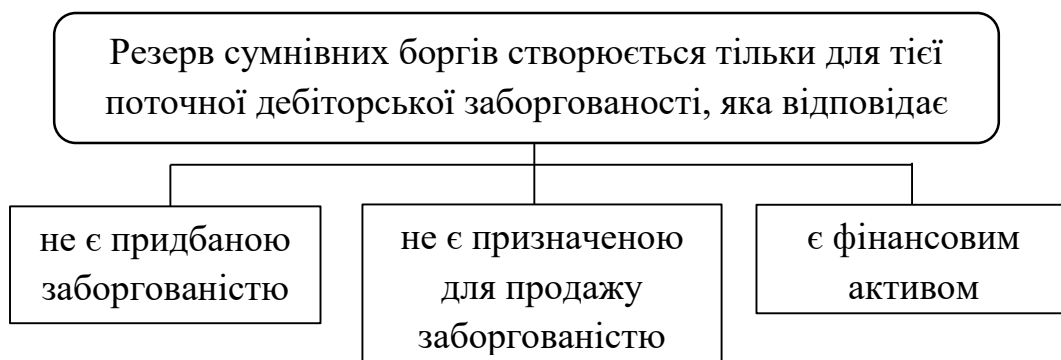 Резерв сумнівних боргів створюється тільки для тієї
поточної дебіторської заборгованості, яка відповідає
не є придбаною
заборгованістю
не є призначеною
для продажу
заборгованістю
є фінансовим
активом